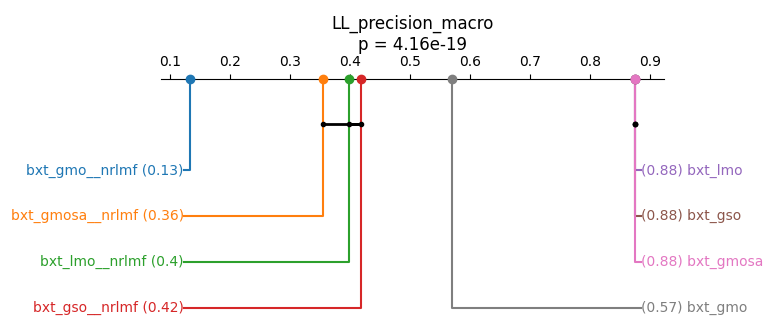 LL_precision_macro
p = 4.16e-19
0.1 0.2 0.3 0.4 0.5 0.6 0.7 0.8 0.9
bxt_gmo__nrlmf (0.13) (0.88) bxt_lmo
bxt_gmosa__nrlmf (0.36) (0.88) bxt_gso
bxt_lmo__nrlmf (0.4) (0.88) bxt_gmosa
bxt_gso__nrlmf (0.42) (0.57) bxt_gmo